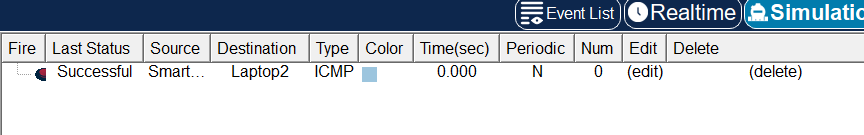 Event List Realtime Simulatio
Fire Last Status Source Destination Type Color Time(sec) Periodic Num Edit Delete
Successful Smart... Laptop2 ICMP 0.000 N 0 (edit) (delete)